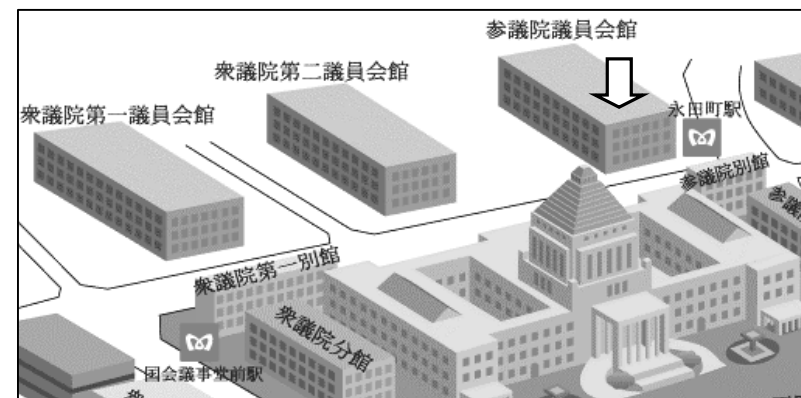 参議院議員会館
衆議院第二議員会館
衆議院第一議員会館
永田町駅
参議院別館
衆議院第一別館
衆議院分館
国会議事堂前駅